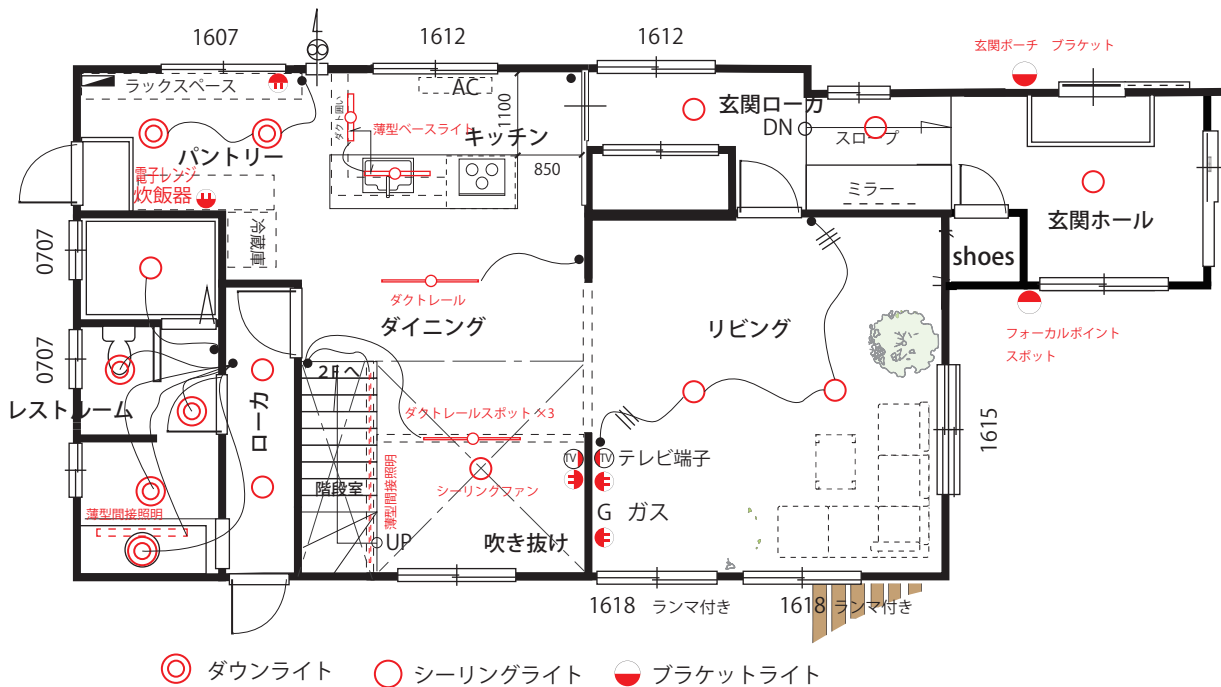 1607
1612
1612
玄関ポーチ　ブラケット
ラックスペース
AC
ダクト囲い
1100
薄型ベースライト
キッチン
玄関ローカ
DN
スロープ
850
パントリー
電子レンジ
炊飯器
ミラー
冷蔵庫
玄関ホール
shoes
0707
ダクトレール
ダイニング
リビング
フォーカルポイント
スポット
0707
2Fへ
レストルーム
ローカ
ダクトレールスポット×3
1615
TV
TV
テレビ端子
階段室
薄型間接照明
シーリングファン
薄型間接照明
G　ガス
UP
吹き抜け
1618　ランマ付き
1618 ランマ付き
ダウンライト
シーリングライト
ブラケットライト